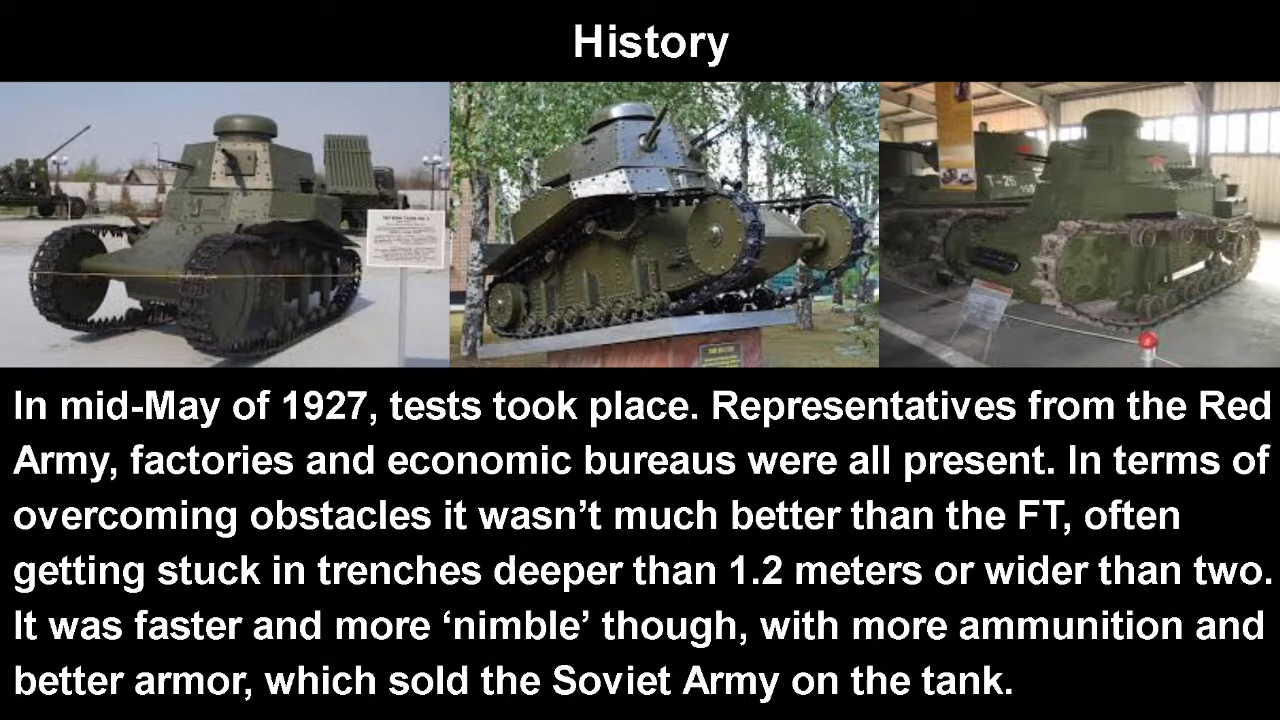 History
T-26
In mid-May of 1927, tests took place. Representatives from the Red
Army, factories and economic bureaus were all present. In terms of
overcoming obstacles it wasn’t much better than the FT, often
getting stuck in trenches deeper than 1.2 meters or wider than two.
It was faster and more ‘nimble’ though, with more ammunition and
better armor, which sold the Soviet Army on the tank.